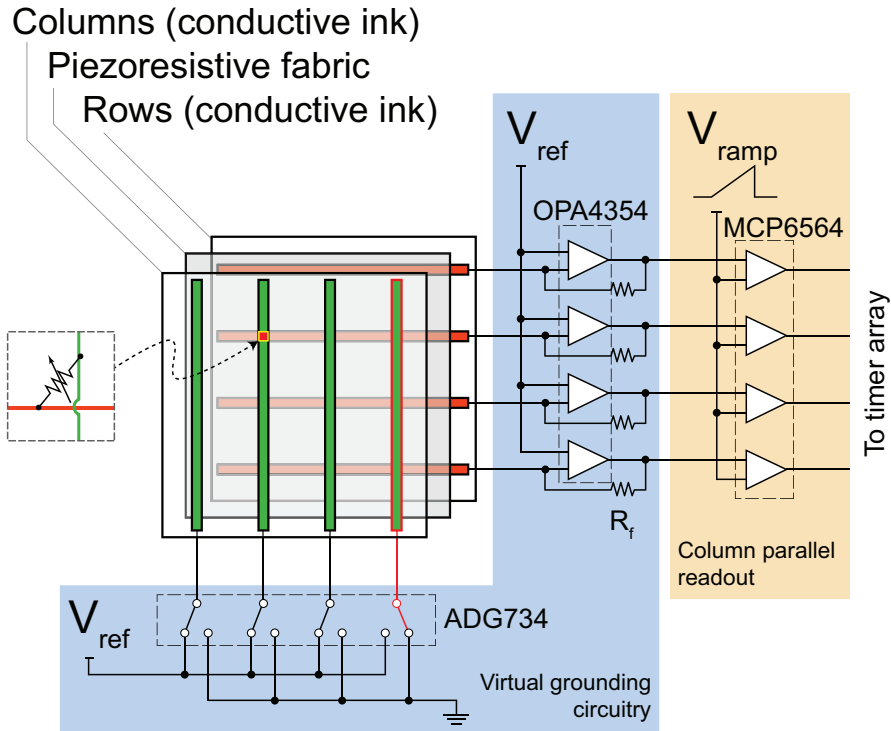 Columns (conductive ink)
Piezoresistive fabric
Rows (conductive ink)
V ref
OPA4354
V ramp
MCP6564
To timer array
R f
Column parallel
readout
V ref
ADG734
Virtual grounding
circuitry